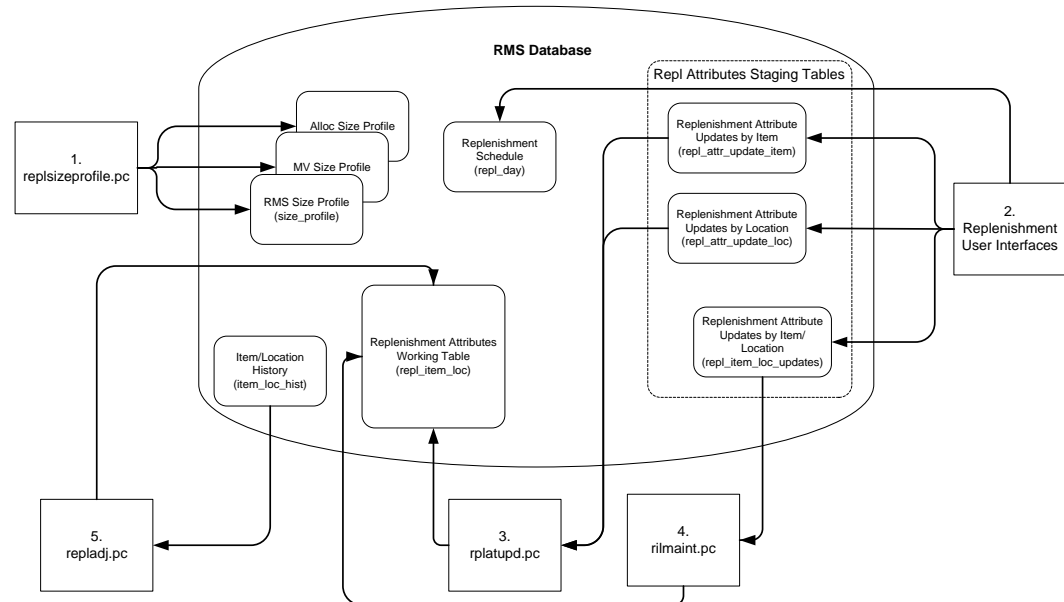 RMS Database
Repl Attributes Staging Tables
1.
replsizeprofile.pc
Alloc Size Profile
MV Size Profile
RMS Size Profile
(size_profile)
Replenishment
Schedule
(repl_day)
Replenishment Attribute
Updates by Item
(repl_attr_update_item)
Replenishment Attribute
Updates by Location
(repl_attr_update_loc)
2.
Replenishment
User Interfaces
Replenishment Attribute
Updates by Item/
Location
(repl_item_loc_updates)
Item/Location
History
(item_loc_hist)
Replenishment Attributes
Working Table
(repl_item_loc)
5.
repladj.pc
3.
rplatupd.pc
4.
rilmaint.pc